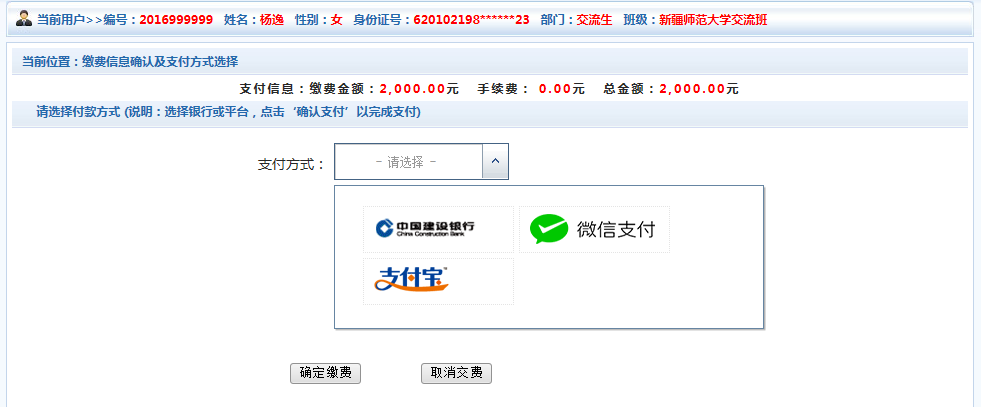 当前用户>>编号：2016999999 姓名：杨逸 性别：女 身份证号：620102198******23 部门：交流生 班级：新疆师范大学交流班
当前位置：缴费信息确认及支付方式选择
支付信息：缴费金额：2,000.00元 手续费： 0.00元 总金额：2,000.00元
请选择付款方式 (说明：选择银行或平台，点击‘确认支付’以完成支付)
支付方式： - 请选择 -
中国建设银行
China Construction Bank
微信支付
支付宝
确定缴费 取消交费